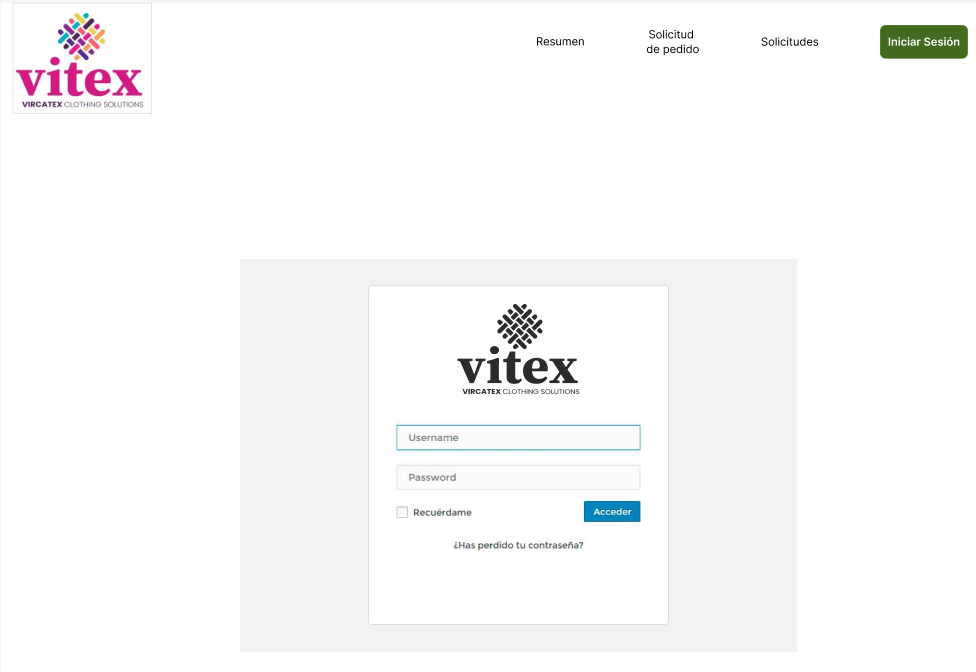 vitex
VIRCATEX CLOTHING SOLUTIONS
Resumen
Solicitud
de pedido
Solicitudes
Iniciar Sesión
vitex
VIRCATEX CLOTHING SOLUTIONS
Username
Password
Recuérdame
Acceder
¿Has perdido tu contraseña?